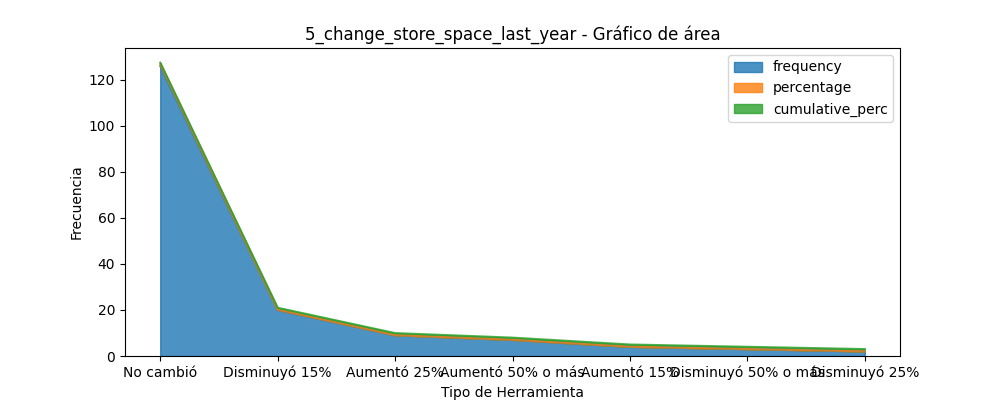 5_change_store_space_last_year - Gráfico de área
frequency
percentage
cumulative_perc
Frecuencia
120
100
80
60
40
20
0
No cambió
Disminuyó 15%
Aumentó 25%
Aumentó 50% o más
Aumentó 15%
Disminuyó 50% o más
Disminuyó 25%
Tipo de Herramienta